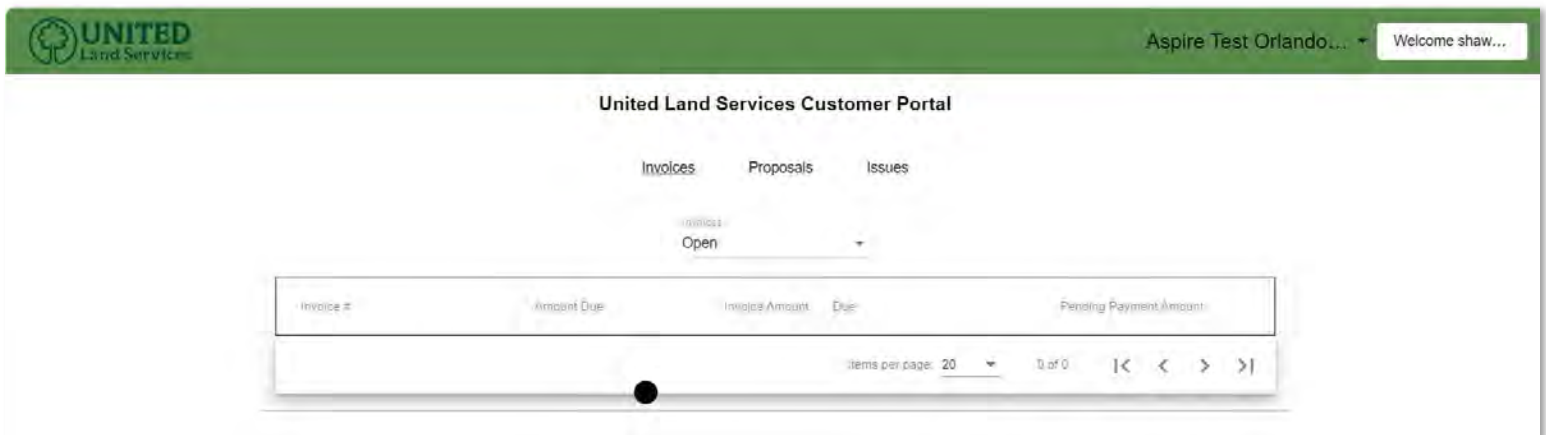 UNITED
Land Services
Aspire Test Orlando...
Welcome shaw...
United Land Services Customer Portal
Invoices Proposals Issues
Invoices
Open
Invoice # Amount Due Invoice Amount Due Pending Payment Amount
Items per page: 20 0 of 0